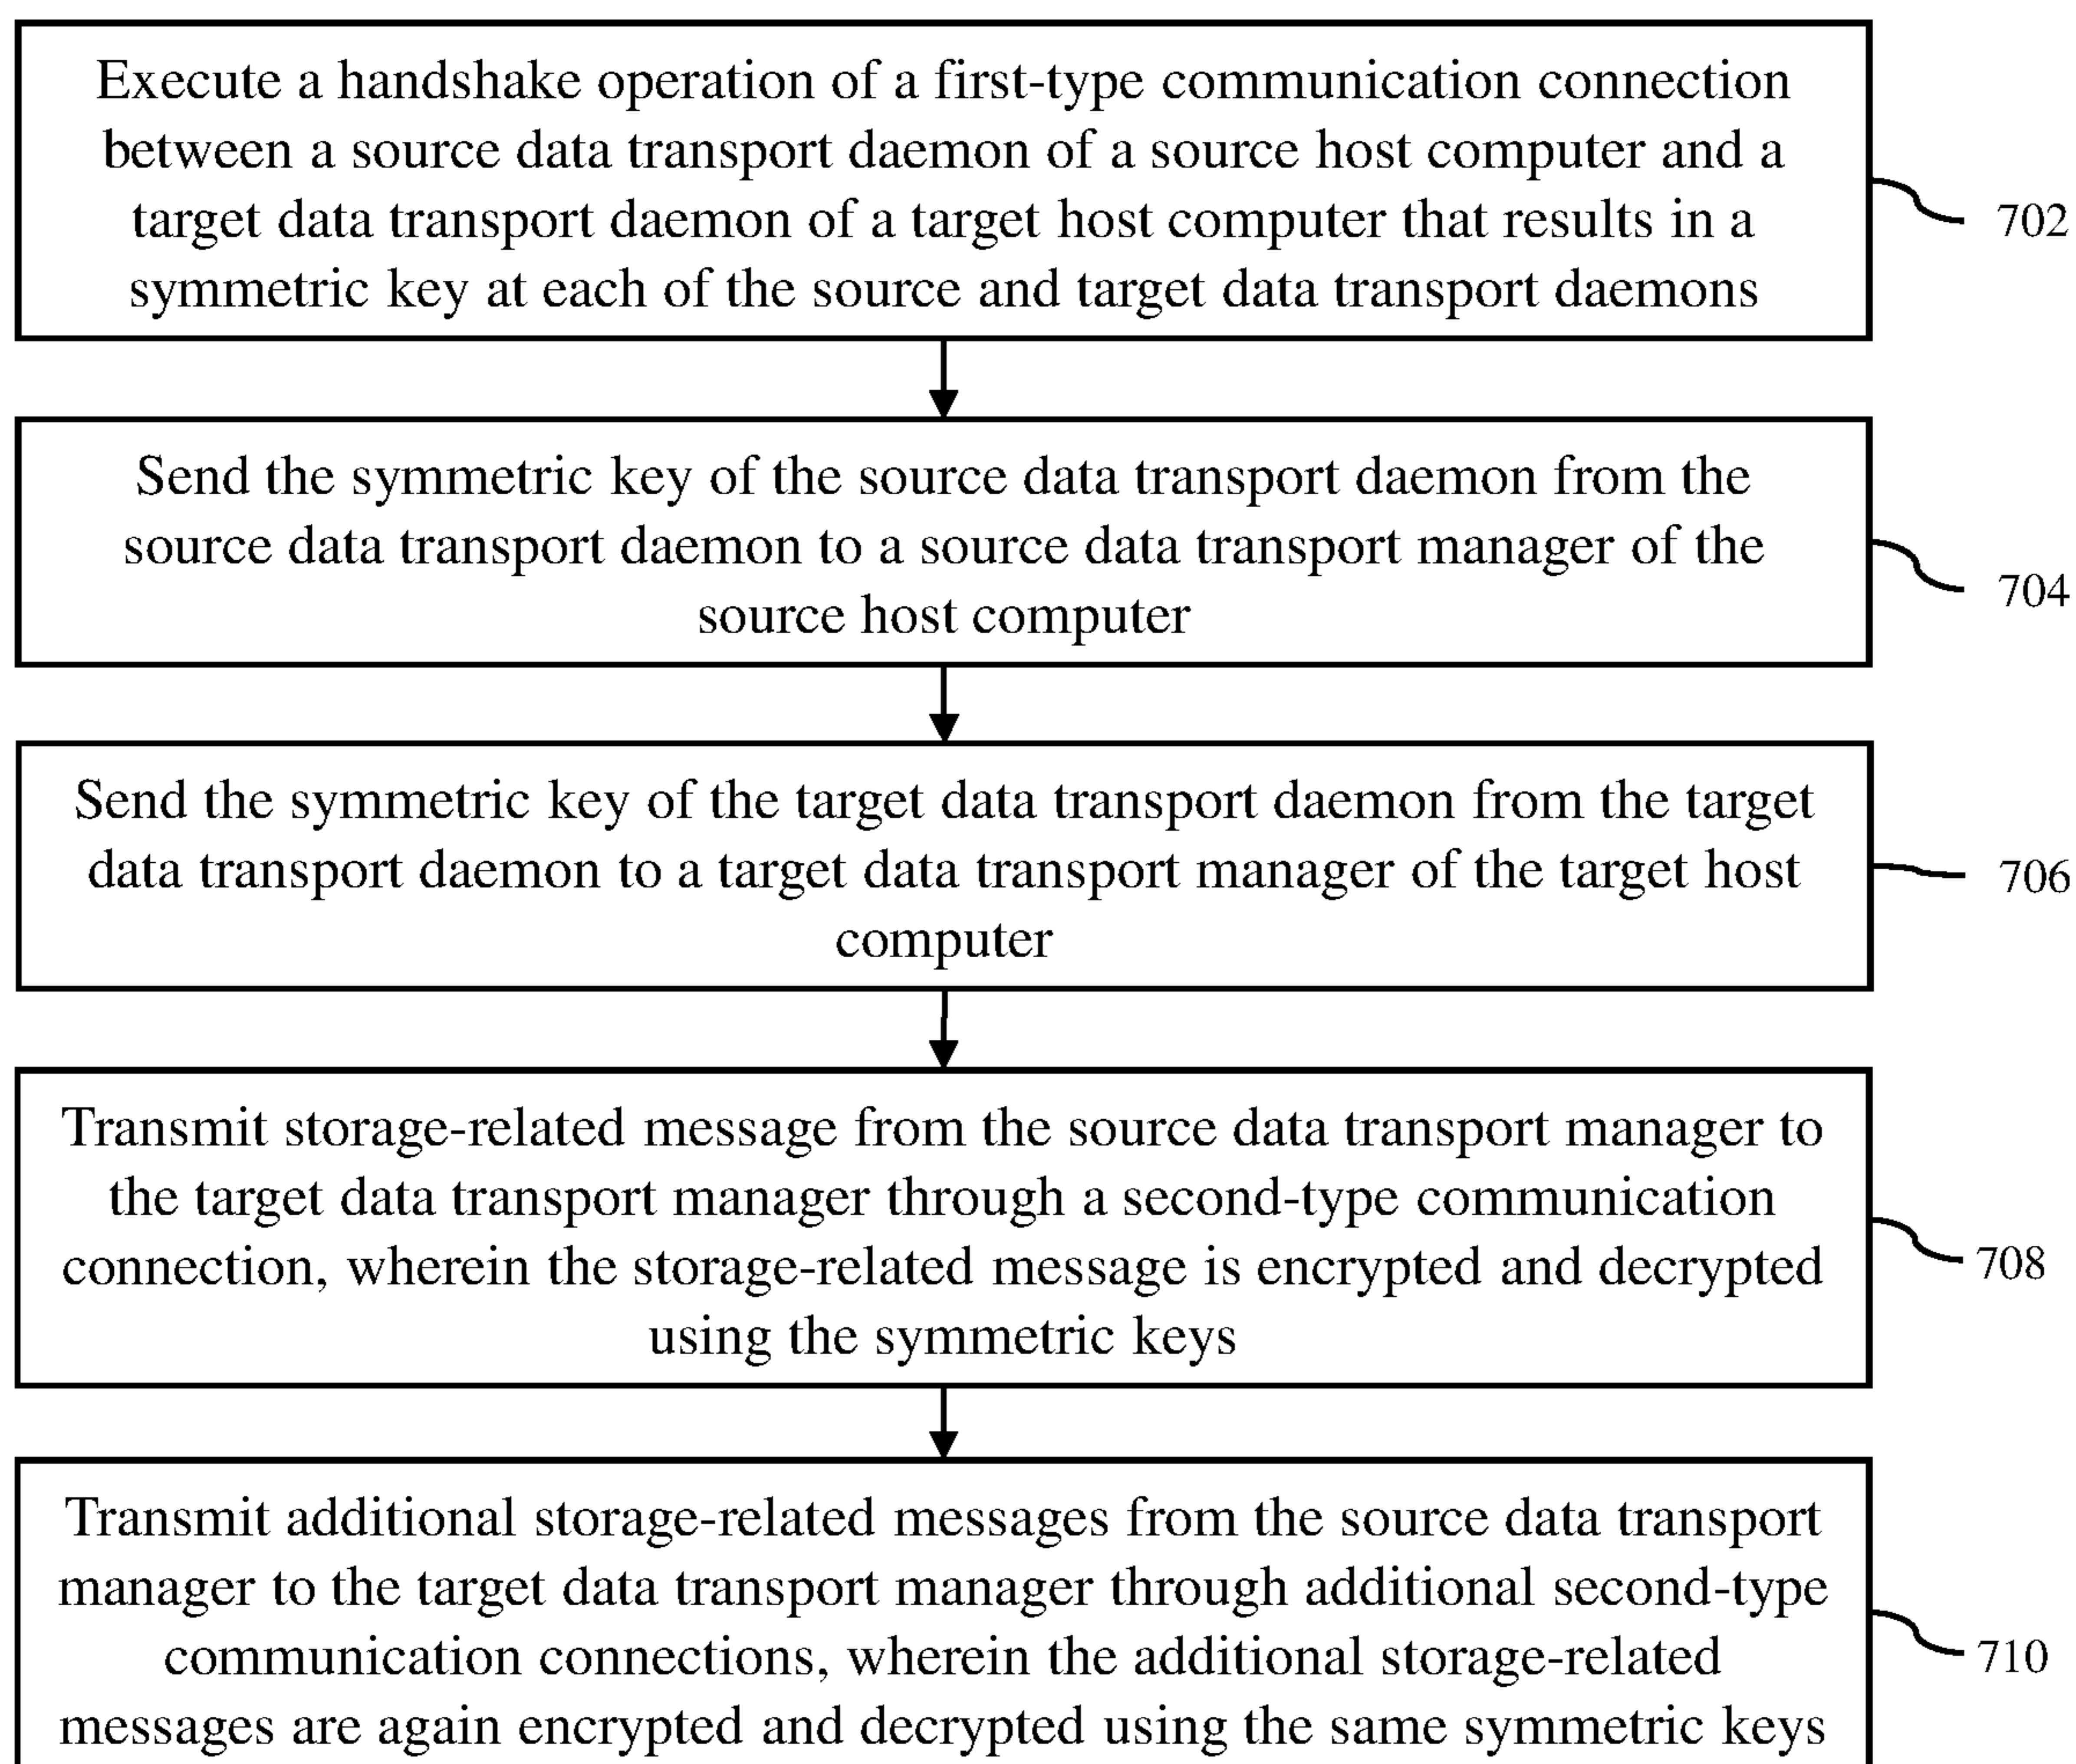 Execute a handshake operation of a first-type communication connection
between a source data transport daemon of a source host computer and a
target data transport daemon of a target host computer that results in a
symmetric key at each of the source and target data transport daemons
702
Send the symmetric key of the source data transport daemon from the
source data transport daemon to a source data transport manager of the
source host computer
704
Send the symmetric key of the target data transport daemon from the target
data transport daemon to a target data transport manager of the target host
computer
706
Transmit storage-related message from the source data transport manager to
the target data transport manager through a second-type communication
connection, wherein the storage-related message is encrypted and decrypted
using the symmetric keys
708
Transmit additional storage-related messages from the source data transport
manager to the target data transport manager through additional second-type
communication connections, wherein the additional storage-related
messages are again encrypted and decrypted using the same symmetric keys
710